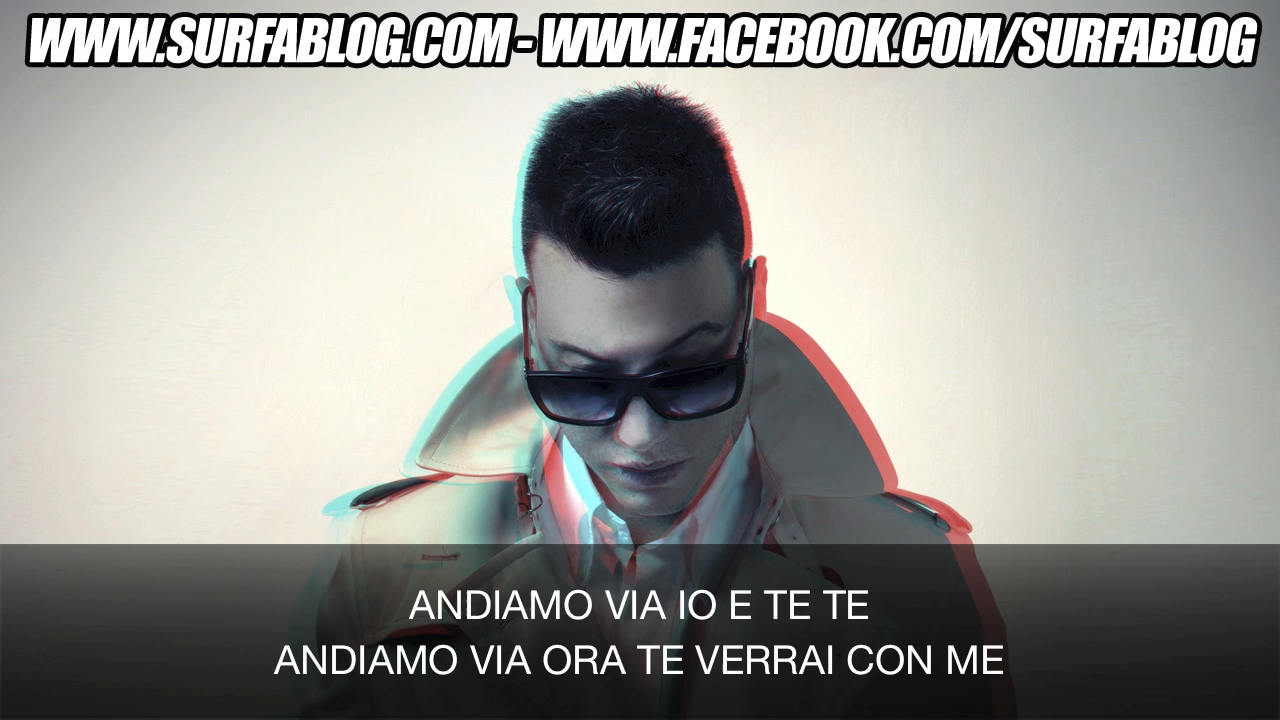 WWW.SURFABLOG.COM - WWW.FACEBOOK.COM/SURFABLOG
ANDIAMO VIA IO E TE TE
ANDIAMO VIA ORA TE VERRAI CON ME